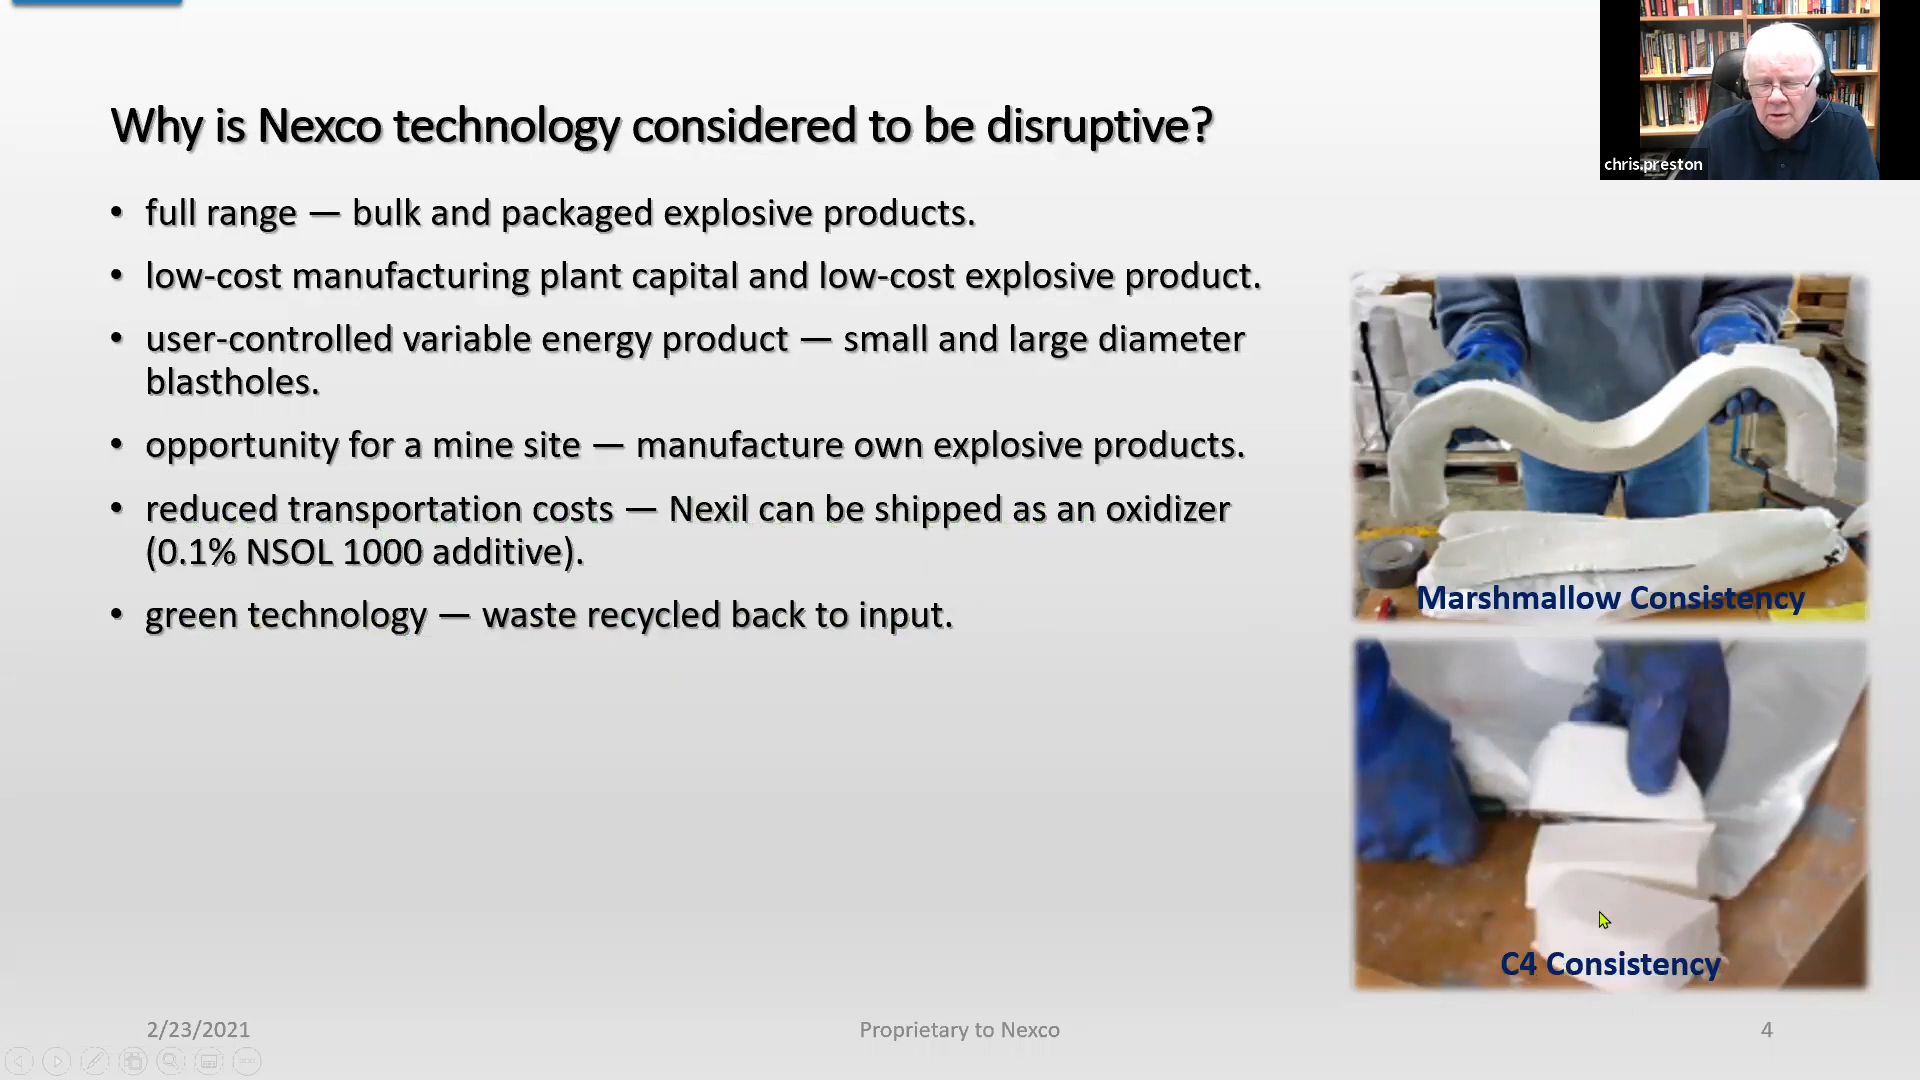 Why is Nexco technology considered to be disruptive?
chris.preston
• full range — bulk and packaged explosive products.
• low-cost manufacturing plant capital and low-cost explosive product.
• user-controlled variable energy product — small and large diameter
blastholes.
• opportunity for a mine site — manufacture own explosive products.
• reduced transportation costs — Nexil can be shipped as an oxidizer
(0.1% NSOL 1000 additive).
• green technology — waste recycled back to input.
Marshmallow Consistency
C4 Consistency
2/23/2021
Proprietary to Nexco
4